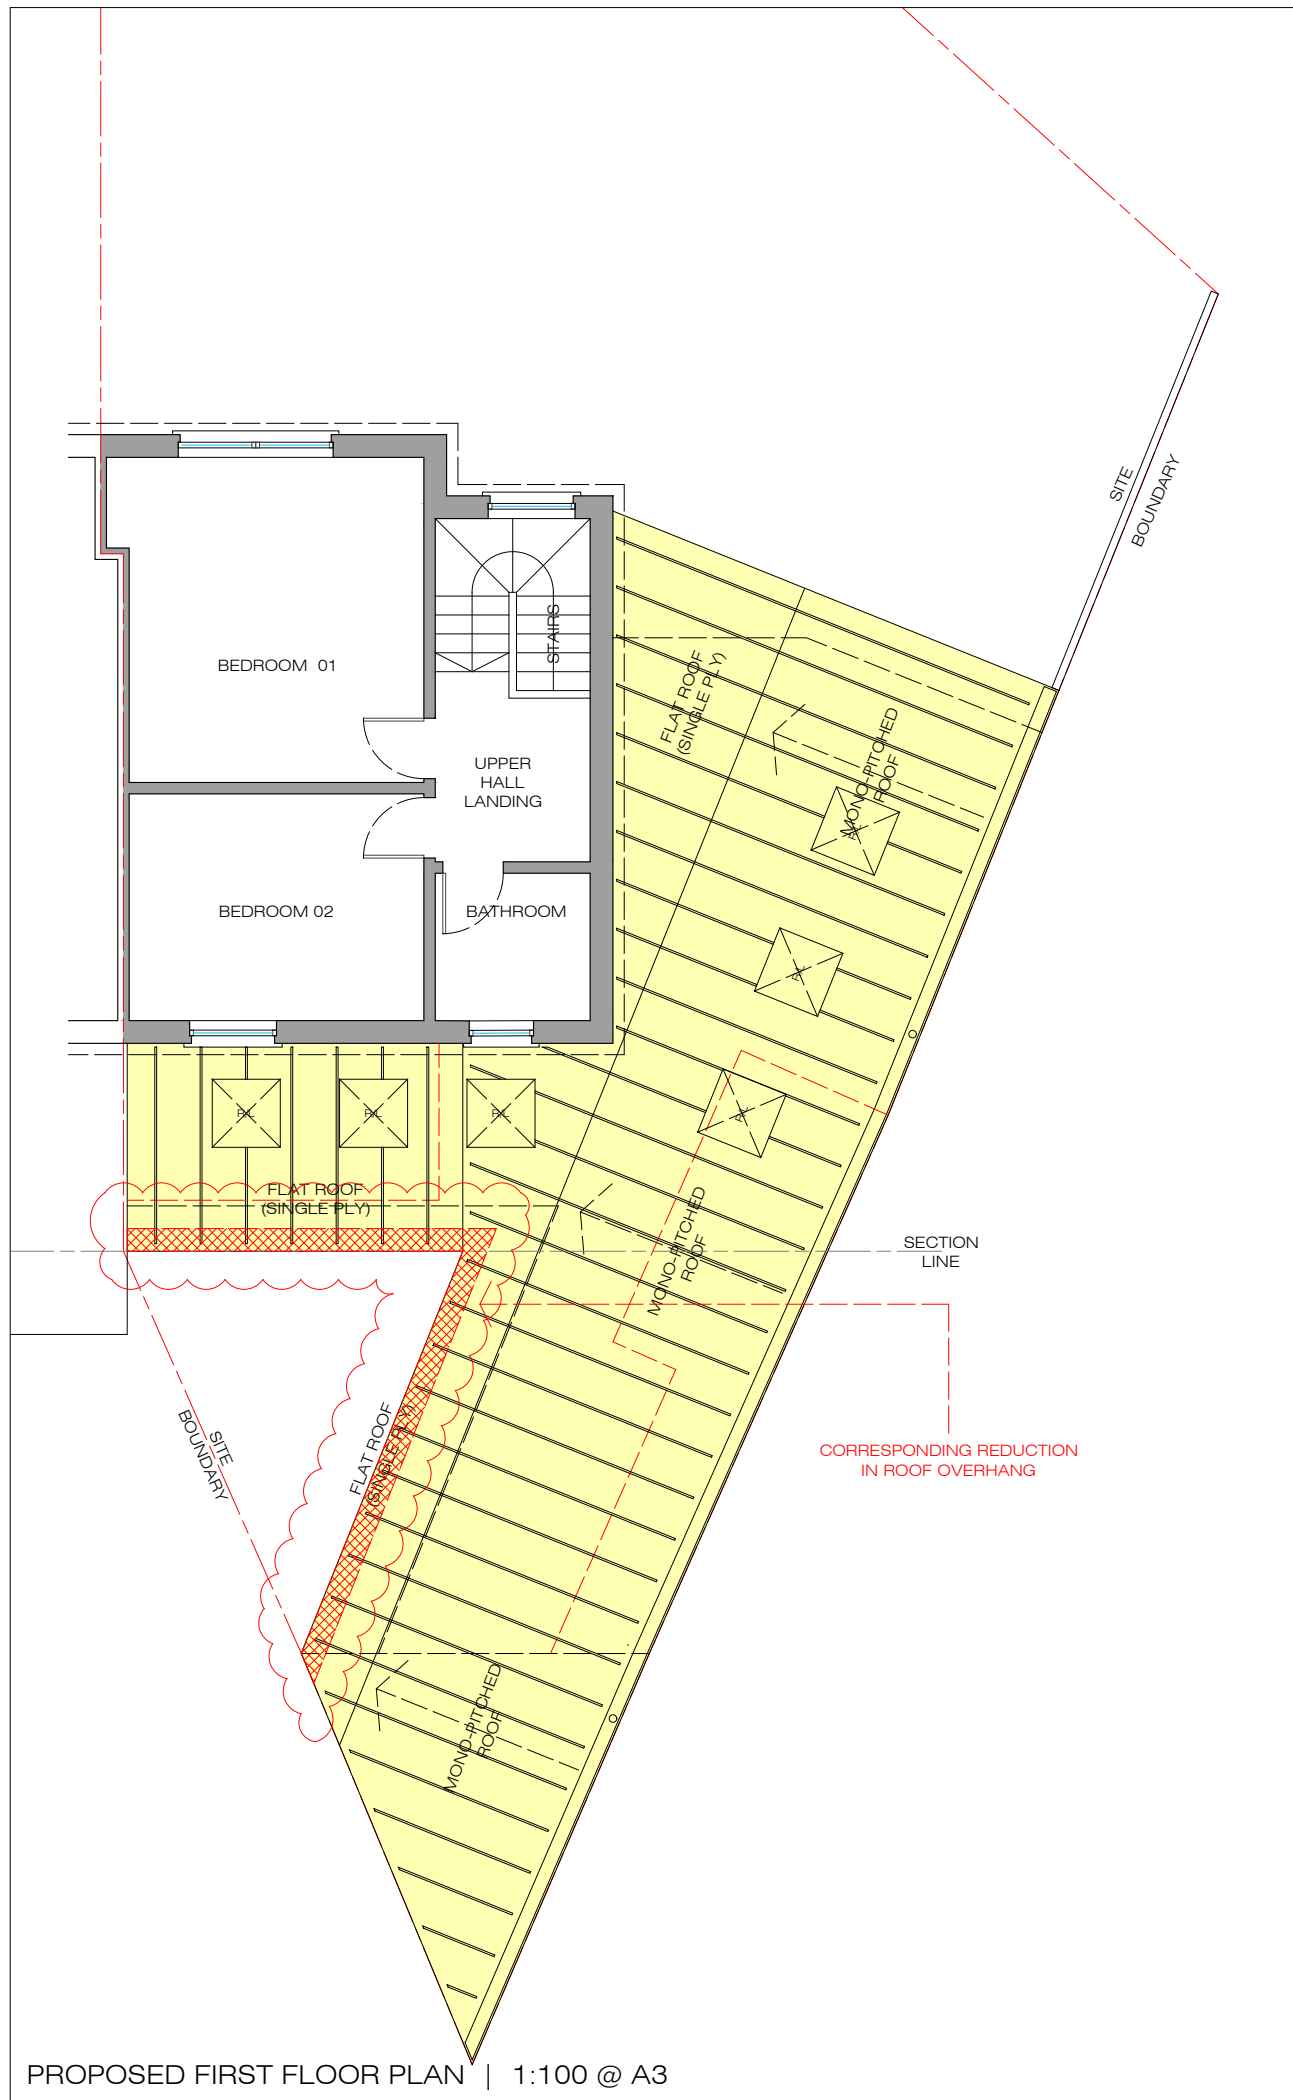 SITE
BOUNDARY
STAIRS
BEDROOM 01
FLAT ROOF
(SINGLE PLY)
MONO-PITCHED
ROOF
UPPER
HALL
LANDING
BEDROOM 02
BATHROOM
R/L
R/L
R/L
R/L
R/L
R/L
FLAT ROOF
(SINGLE PLY)
MONO-PITCHED
ROOF
SECTION
LINE
SITE
BOUNDARY
FLAT ROOF
(SINGLE PLY)
CORRESPONDING REDUCTION
IN ROOF OVERHANG
MONO-PITCHED
ROOF
PROPOSED FIRST FLOOR PLAN | 1:100 @ A3